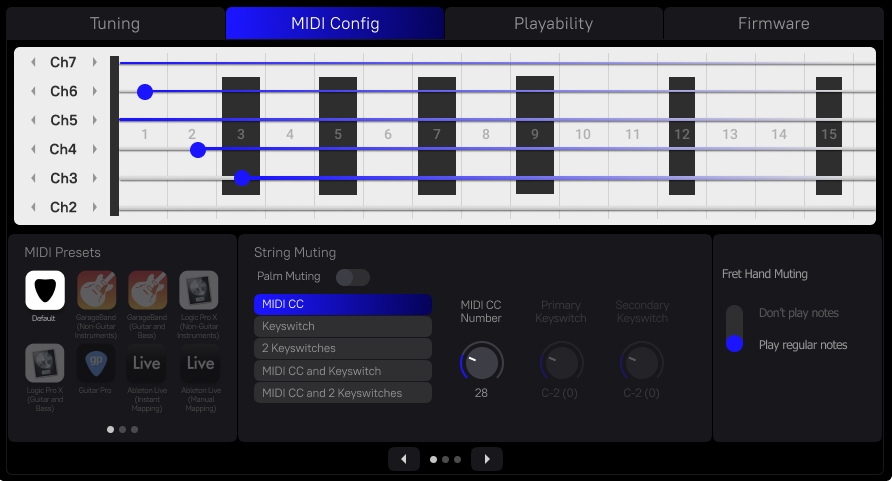 Tuning MIDI Config Playability Firmware
Ch7
Ch6
Ch5
1 2 3 4 5 6 7 8 9 10 11 12 13 14 15
Ch4
Ch3
Ch2
MIDI Presets
Default
GarageBand
(Non-Guitar
Instruments)
GarageBand
(Guitar and
Bass)
Logic Pro X
(Non-Guitar
Instruments)
Logic Pro X
(Guitar and
Bass)
gp
Guitar Pro
Live
Ableton Live
(Instant
Mapping)
Live
Ableton Live
(Manual
Mapping)
String Muting
Palm Muting
MIDI CC
Keyswitch
2 Keyswitches
MIDI CC and Keyswitch
MIDI CC and 2 Keyswitches
MIDI CC
Number
28
Primary
Keyswitch
C-2 (0)
Secondary
Keyswitch
C-2 (0)
Fret Hand Muting
Don't play notes
Play regular notes